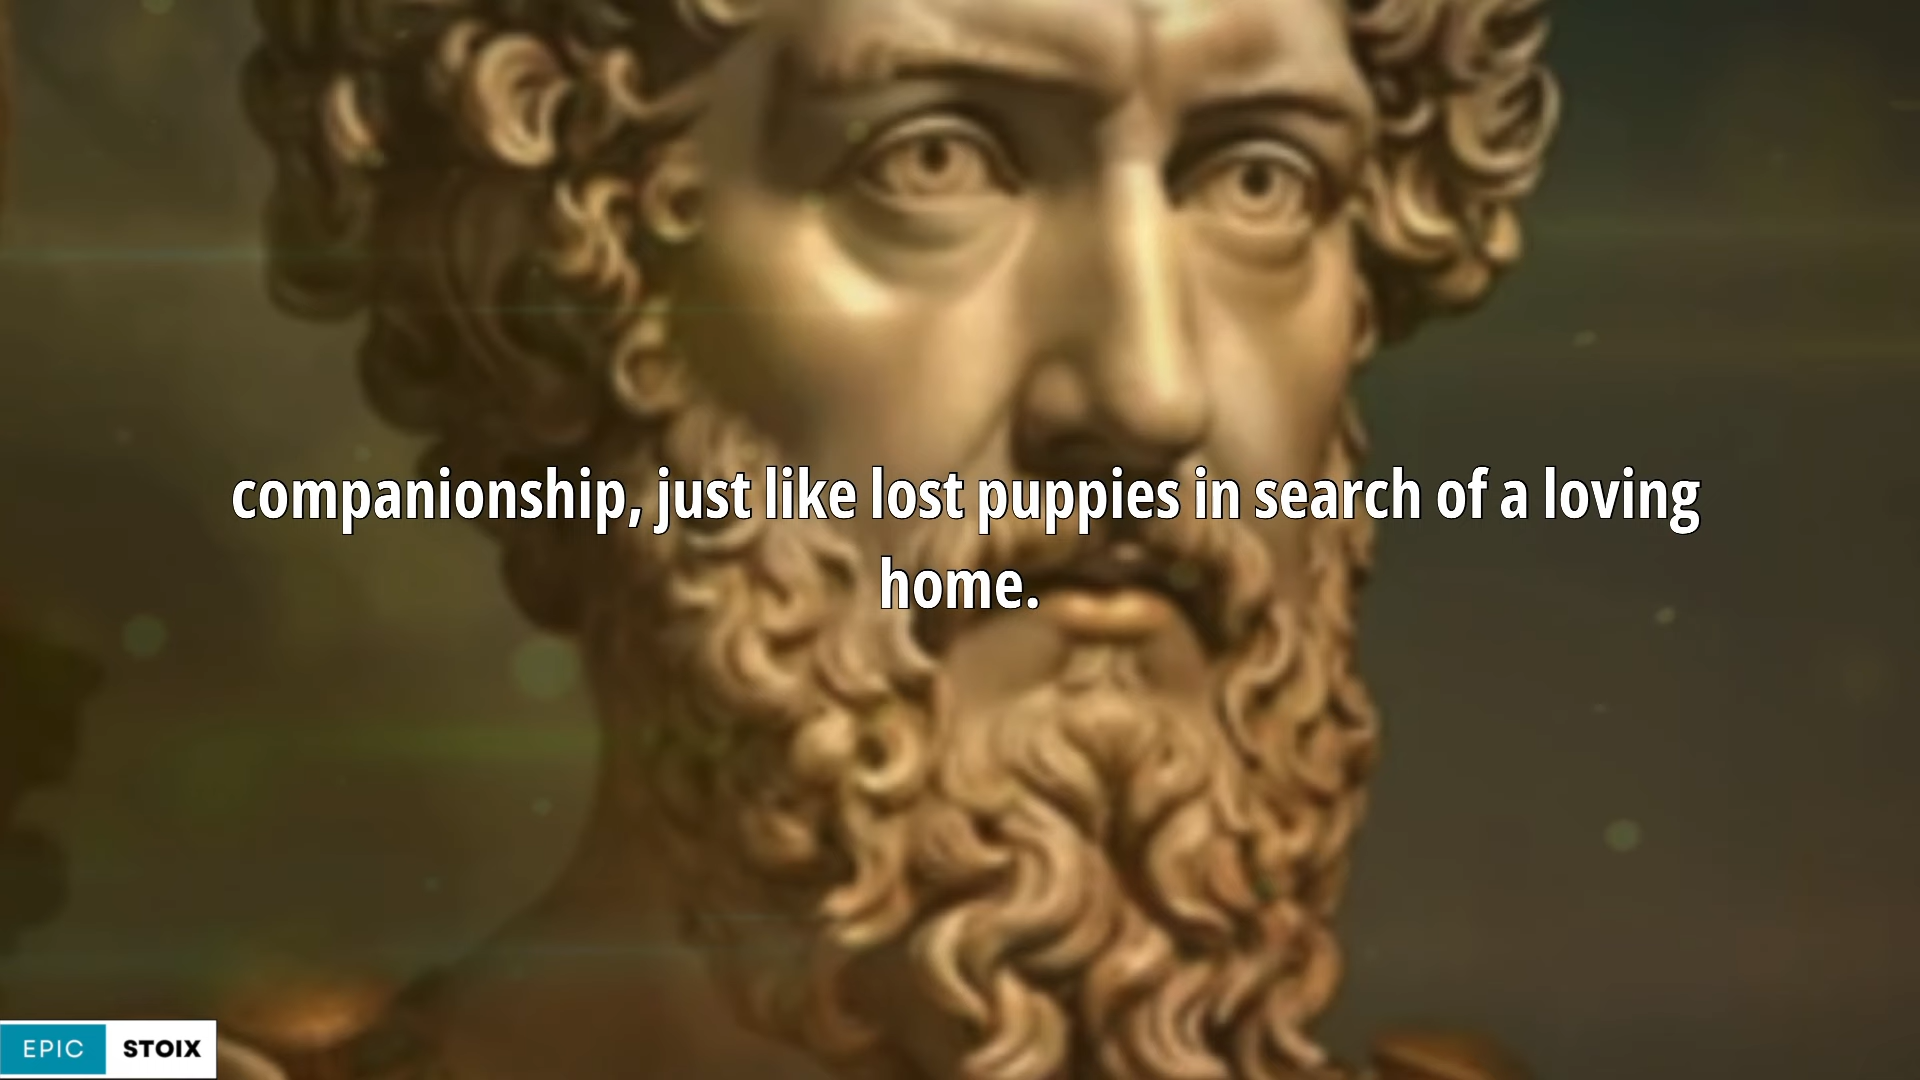 companionship, just like lost puppies in search of a loving
home.
EPIC STOIX